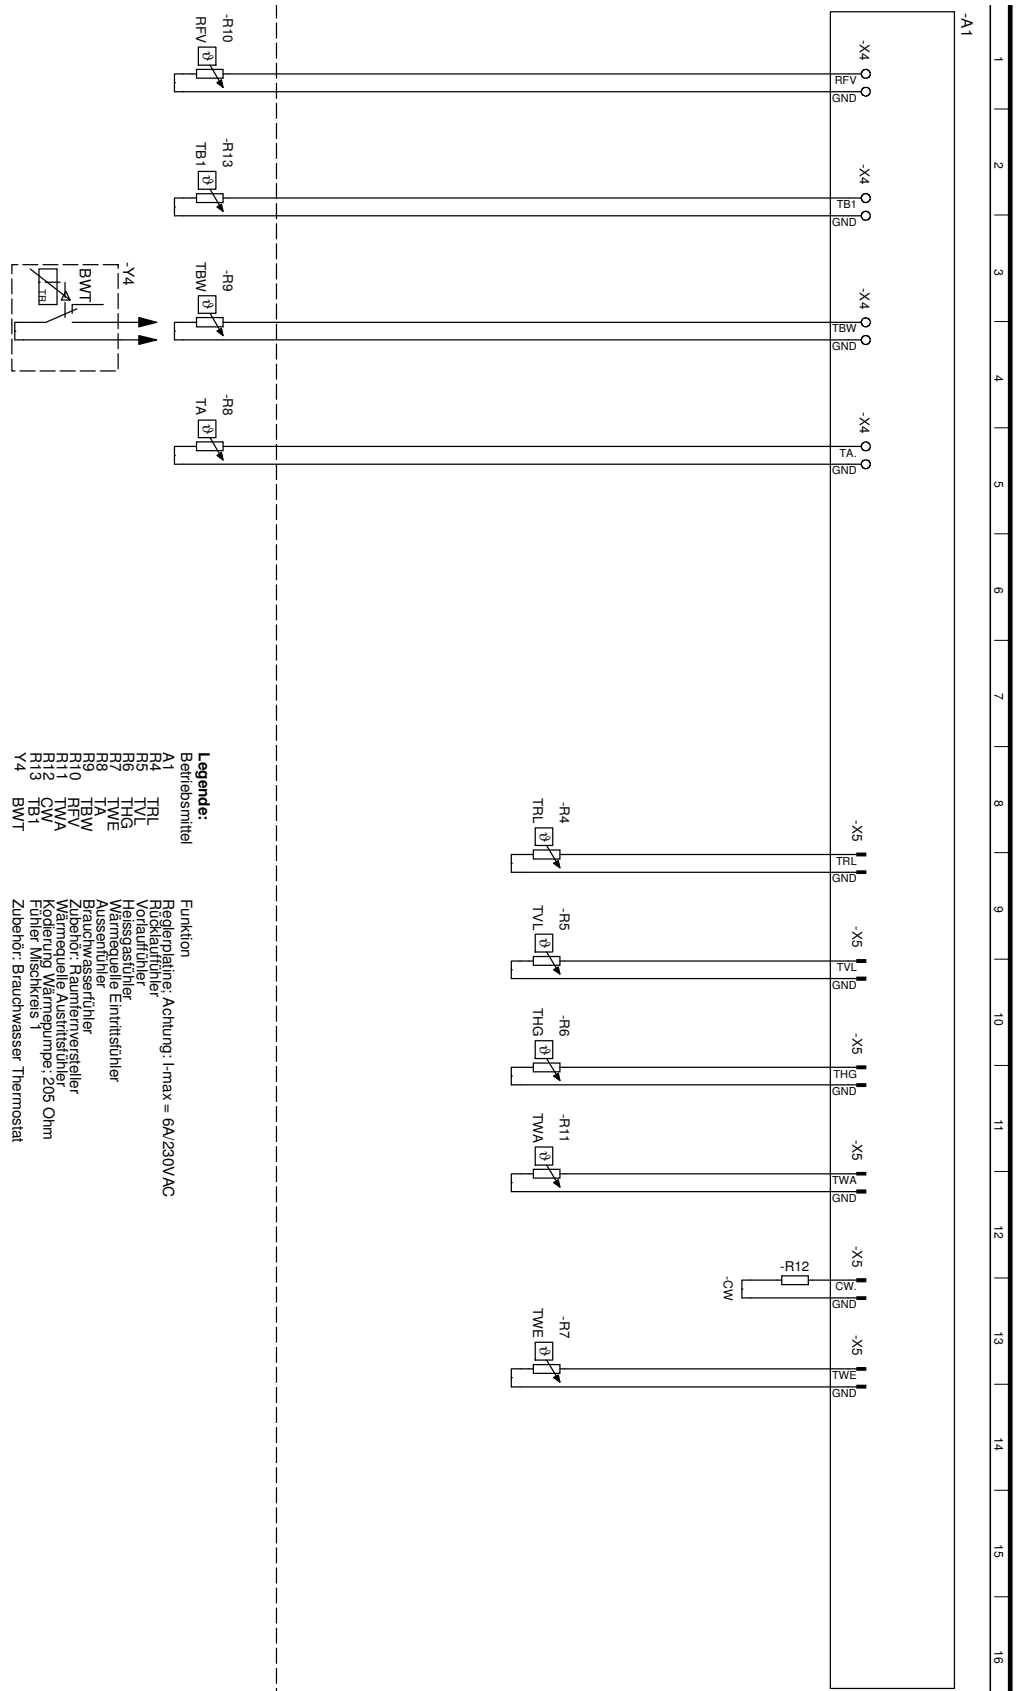 -A1
1
2
3
4
5
6
7
8
9
10
11
12
13
14
15
16
-X4
RFV
GND
-X4
TB1
GND
-X4
TBW
GND
-X4
TA.
GND
-X5
TRL
GND
-X5
TVL
GND
-X5
THG
GND
-X5
TWA
GND
-X5
CW.
GND
-X5
TWE
GND
-R10
RFV
ϑ
-R13
TB1
ϑ
-R9
TBW
ϑ
-R8
TA
ϑ
-R4
TRL
ϑ
-R5
TVL
ϑ
-R6
THG
ϑ
-R11
TWA
ϑ
-R12
-CW
-R7
TWE
ϑ
-Y4
BWT
TR
Legende:
Betriebsmittel Funktion
A1 Reglerplatine; Achtung: I-max = 6A/230VAC
R4 TRL Rücklauffühler
R5 TVL Vorlauffühler
R6 THG Heissgasfühler
R7 TWE Wärmequelle Eintrittsfühler
R8 TA Aussenfühler
R9 TBW Brauchwasserfühler
R10 RFV Zubehör: Raumfernversteller
R11 TWA Wärmequelle Austrittsfühler
R12 CW Kodierung Wärmepumpe; 205 Ohm
R13 TB1 Fühler Mischkreis 1
Y4 BWT Zubehör: Brauchwasser Thermostat